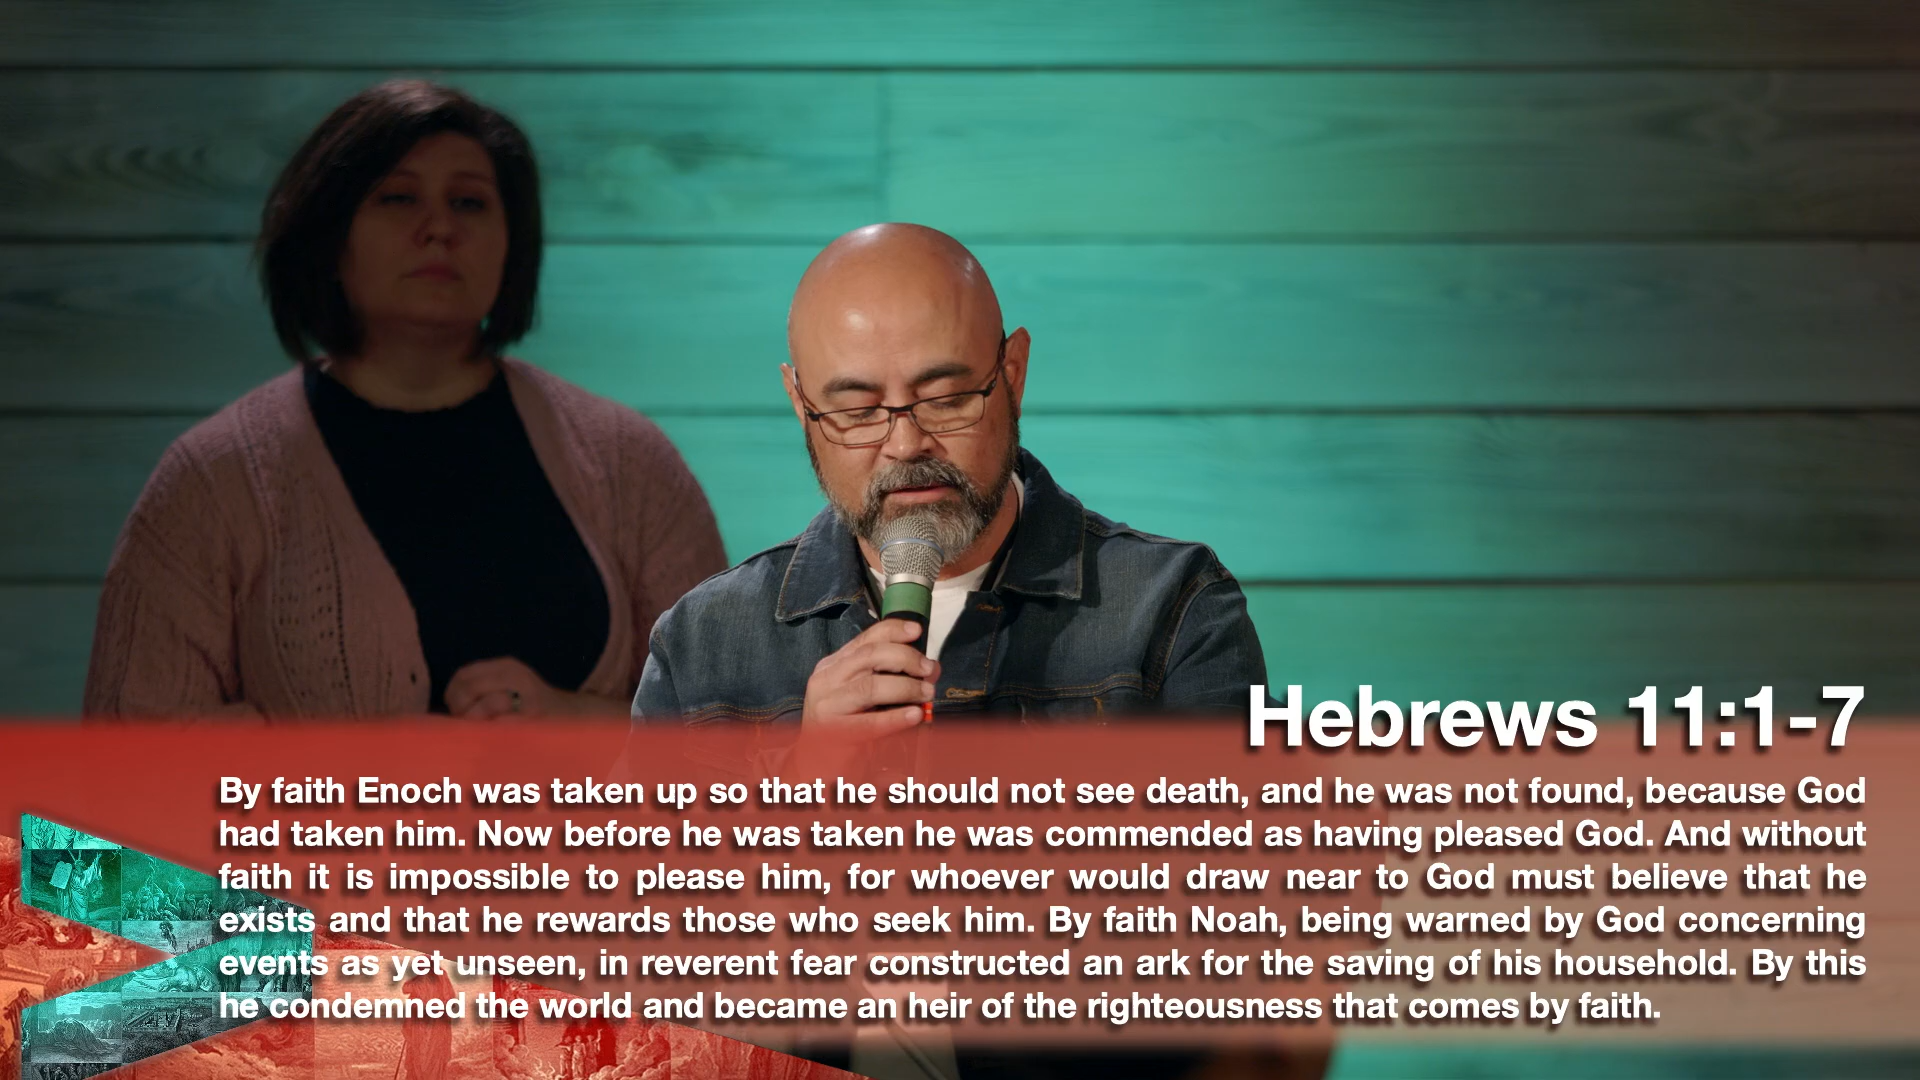 Hebrews 11:1-7
By faith Enoch was taken up so that he should not see death, and he was not found, because God
had taken him. Now before he was taken he was commended as having pleased God. And without
faith it is impossible to please him, for whoever would draw near to God must believe that he
exists and that he rewards those who seek him. By faith Noah, being warned by God concerning
events as yet unseen, in reverent fear constructed an ark for the saving of his household. By this
he condemned the world and became an heir of the righteousness that comes by faith.